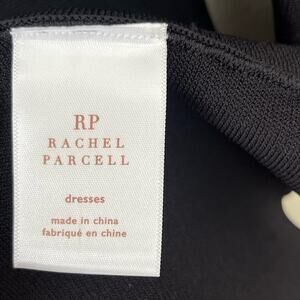 RP
RACHEL
PARCELL
dresses
made in china
fabriqué en chine